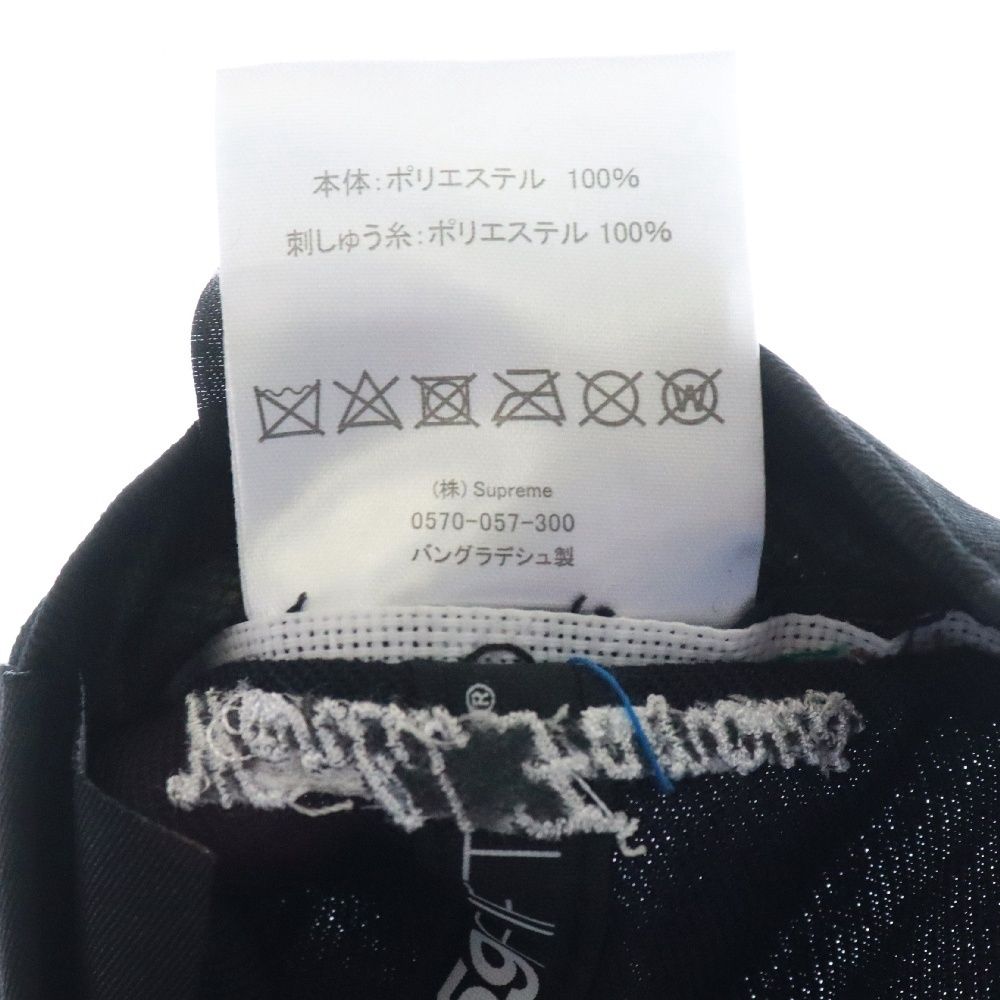 本体:ポリエステル 100%
刺しゅう糸:ポリエステル 100%
W
(株) Supreme
0570-057-300
バングラデシュ製
®